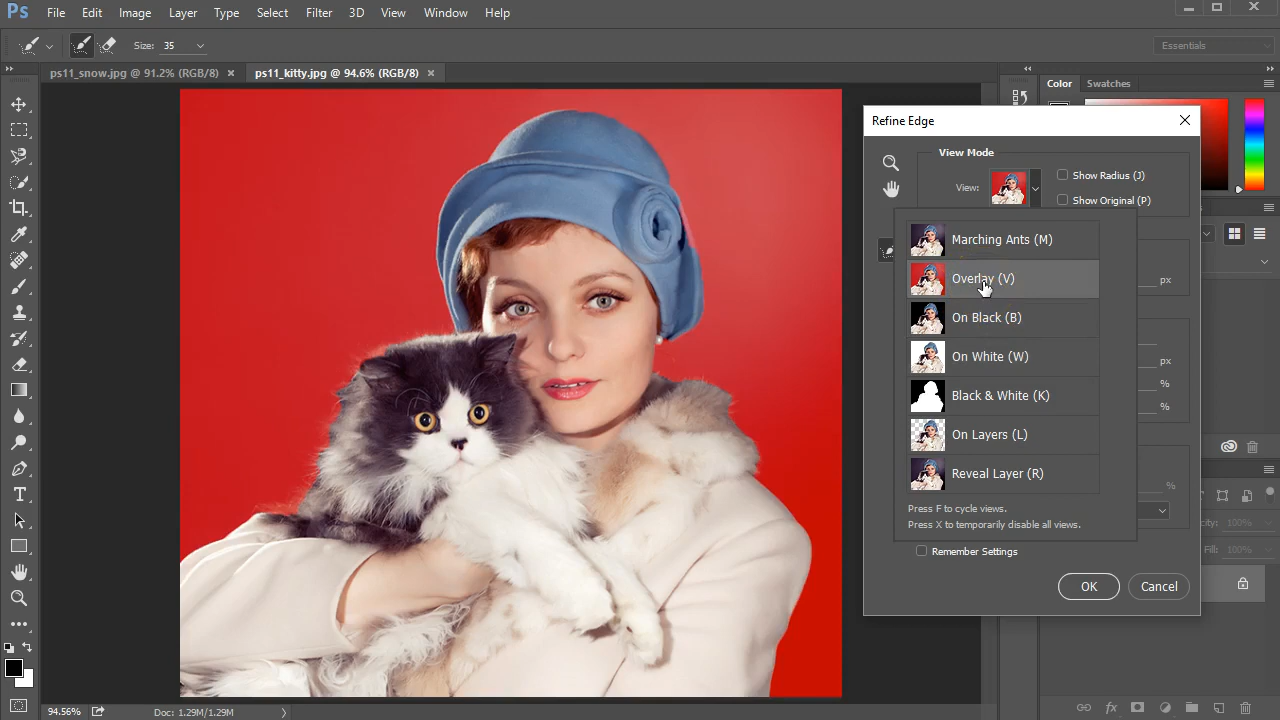 Ps File Edit Image Layer Type Select Filter 3D View Window Help
Size: 35
Essentials
ps11_snow.jpg @ 91.2% (RGB/8) ps11_kitty.jpg @ 94.6% (RGB/8)
Color Swatches
Refine Edge
View Mode
View:
Show Radius (J)
Show Original (P)
Marching Ants (M)
Overlay (V)
On Black (B)
On White (W)
Black & White (K)
On Layers (L)
Reveal Layer (R)
Press F to cycle views.
Press X to temporarily disable all views.
px
px
%
%
%
Remember Settings
OK Cancel
100%
Fill: 100%
94.56% Doc: 1.29M/1.29M